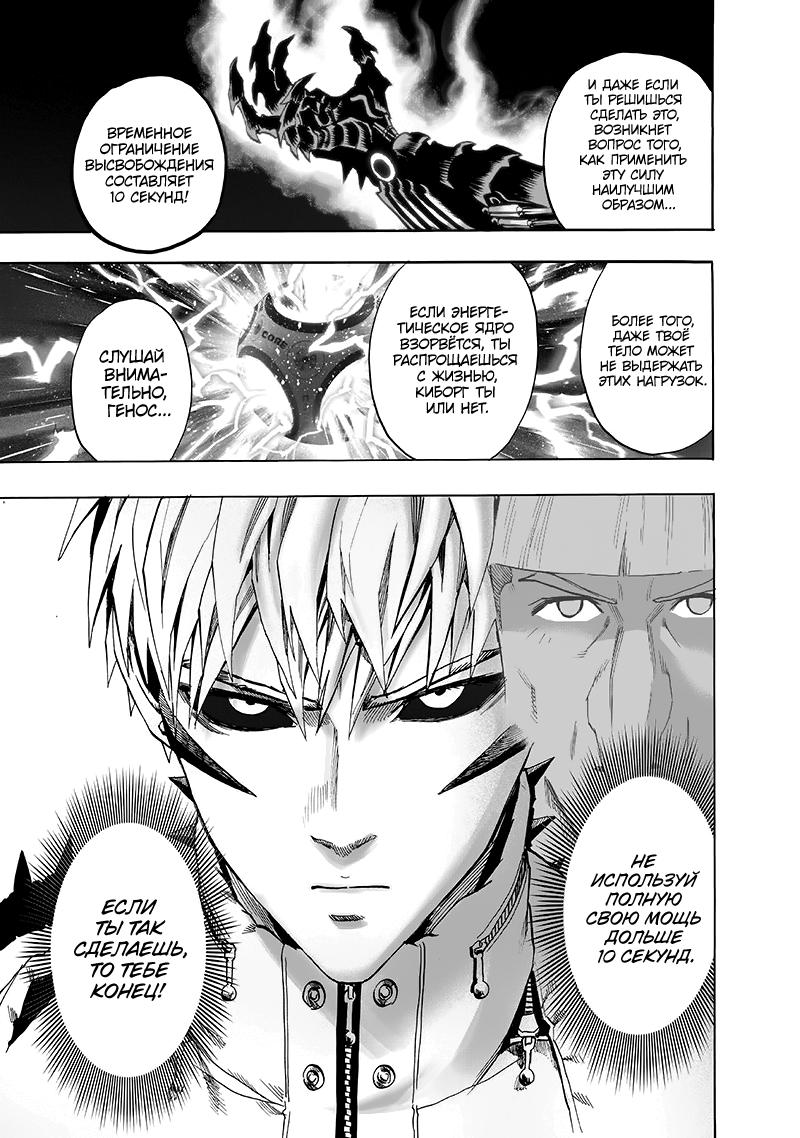 И ДАЖЕ ЕСЛИ
ТЫ РЕШИШЬСЯ
СДЕЛАТЬ ЭТО,
ВОЗНИКНЕТ
ВОПРОС ТОГО,
КАК ПРИМЕНИТЬ
ЭТУ СИЛУ
НАИЛУЧШИМ
ОБРАЗОМ...
ВРЕМЕННОЕ
ОГРАНИЧЕНИЕ
ВЫСВОБОЖДЕНИЯ
СОСТАВЛЯЕТ
10 СЕКУНД!
БОЛЕЕ ТОГО,
ДАЖЕ ТВОЁ
ТЕЛО МОЖЕТ
НЕ ВЫДЕРЖАТЬ
ЭТИХ НАГРУЗОК.
ЕСЛИ ЭНЕРГЕ-
ТИЧЕСКОЕ ЯДРО
ВЗОРВЁТСЯ, ТЫ
РАСПРОЩАЕШЬСЯ
С ЖИЗНЬЮ,
КИБОРГ ТЫ
ИЛИ НЕТ.
CORE
СЛУШАЙ
ВНИМА-
ТЕЛЬНО,
ГЕНОС...
НЕ
ИСПОЛЬЗУЙ
ПОЛНУЮ
СВОЮ МОЩЬ
ДОЛЬШЕ
10 СЕКУНД.
ЕСЛИ
ТЫ ТАК
СДЕЛАЕШЬ,
ТО ТЕБЕ
КОНЕЦ!